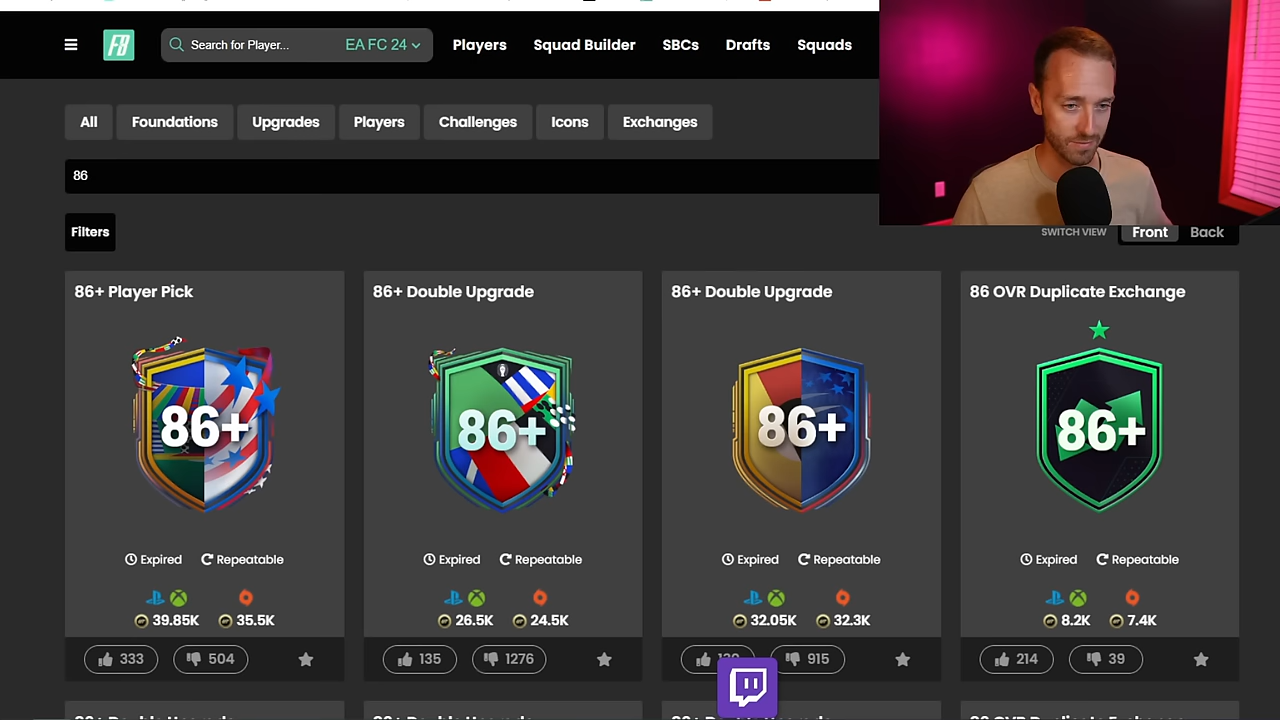 F8
Search for Player...
EA FC 24
Players
Squad Builder
SBCs
Drafts
Squads
All
Foundations
Upgrades
Players
Challenges
Icons
Exchanges
86
Filters
SWITCH VIEW
Front
Back
86+ Player Pick
86+ Double Upgrade
86+ Double Upgrade
86 OVR Duplicate Exchange
86+
86+
86+
86+
Expired
Repeatable
Expired
Repeatable
Expired
Repeatable
Expired
Repeatable
39.85K
35.5K
26.5K
24.5K
32.05K
32.3K
8.2K
7.4K
333
504
135
1276
915
214
39